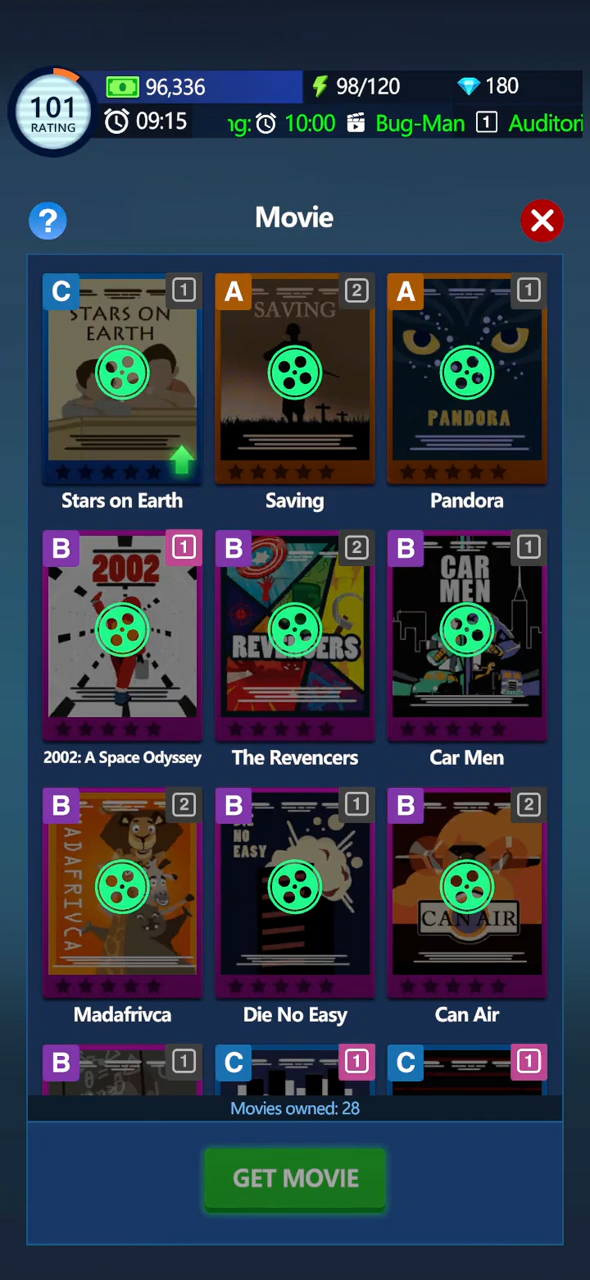 96,336
98/120
180
101
RATING
09:15
ng: 10:00 Bug-Man 1 Auditori
?
Movie
C 1
A 2
A 1
STARS ON
EARTH
SAVING
PANDORA
Stars on Earth
Saving
Pandora
B 1
B 2
B 1
2002
REVENCERS
CAR
MEN
2002: A Space Odyssey
The Revencers
Car Men
B 2
B 1
B 2
ADAFRIVCA
NO
EASY
CAN AIR
Madafrivca
Die No Easy
Can Air
B 1
C 1
C 1
Movies owned: 28
GET MOVIE